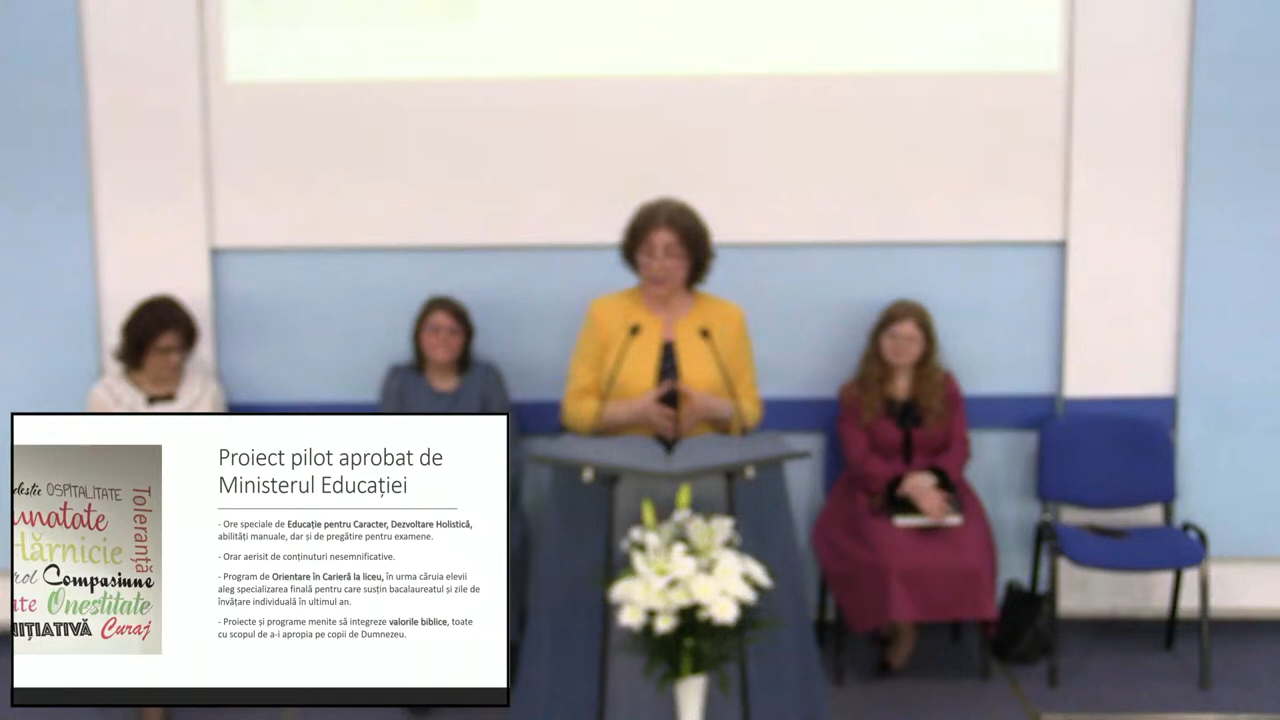 OSPITALITATE
Toleranță
Hărnicie
Compasiune
Onestitate
Curaj
Proiect pilot aprobat de
Ministerul Educației
- Ore speciale de Educație pentru Caracter, Dezvoltare Holistică,
abilități manuale, dar și de pregătire pentru examene.
- Orar aerisit de conținuturi nesemnificative.
- Program de Orientare în Carieră la liceu, în urma căruia elevii
aleg specializarea finală pentru care susțin bacalaureatul și zile de
învățare individuală în ultimul an.
- Proiecte și programe menite să integreze valorile biblice, toate
cu scopul de a-i apropia pe copii de Dumnezeu.